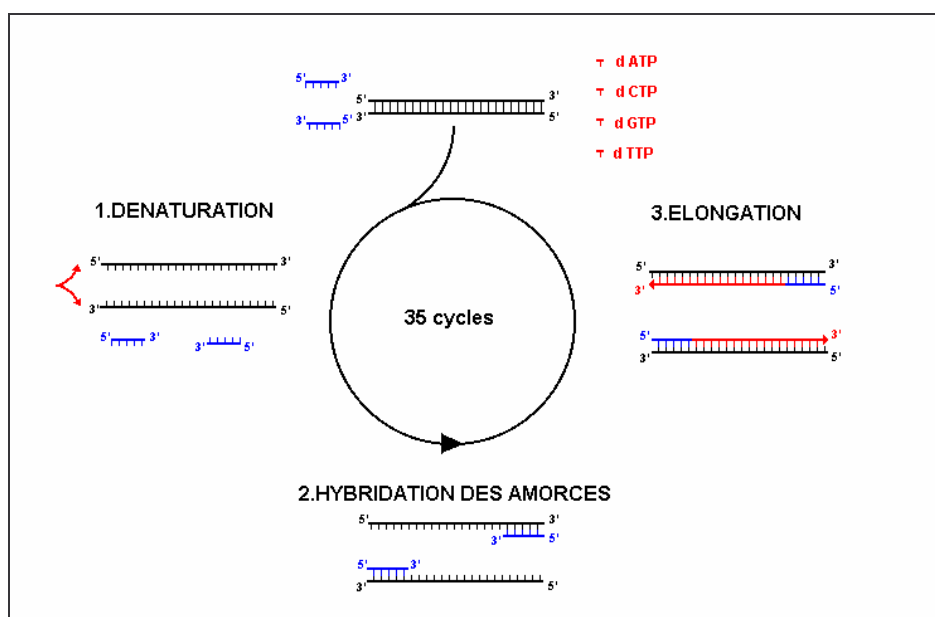 5' 3'
3' 5'
5' 3'
3' 5'
d ATP
d CTP
d GTP
d TTP
1.DENATURATION
5' 3'
3' 5'
5' 3' 3' 5'
35 cycles
3.ELONGATION
5' 3'
3' 5'
5' 3'
3' 5'
2.HYBRIDATION DES AMORCES
5' 3'
3' 5'
5' 3'
3' 5'